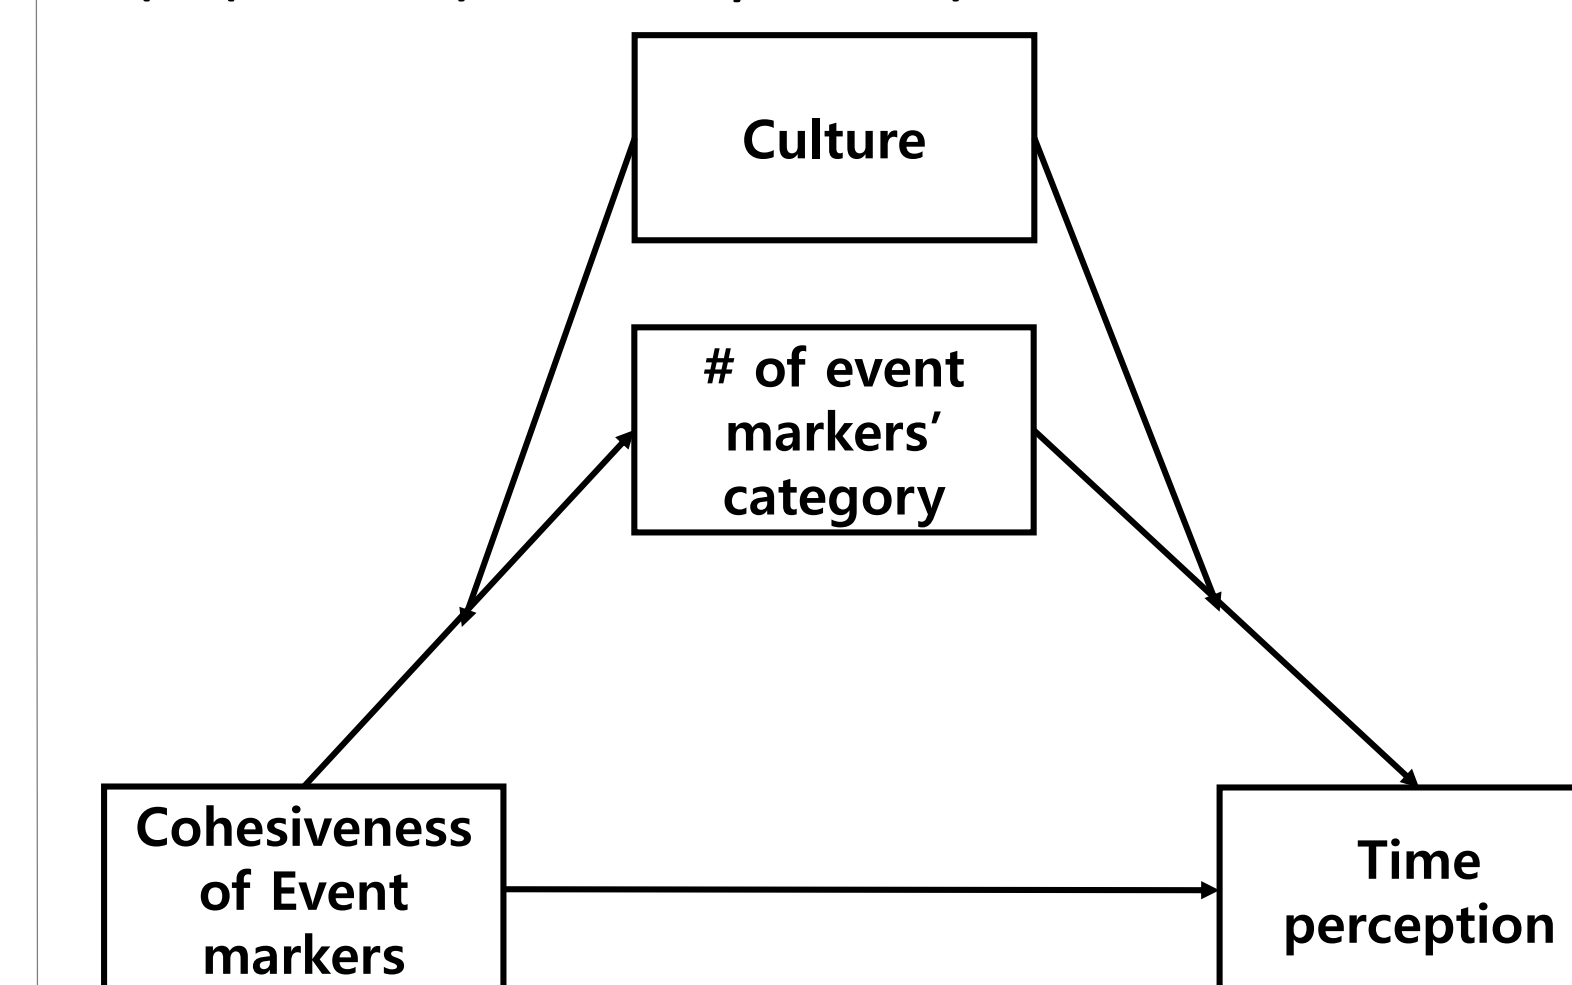 Culture
# of event
markers’
category
Cohesiveness
of Event
markers
Time
perception